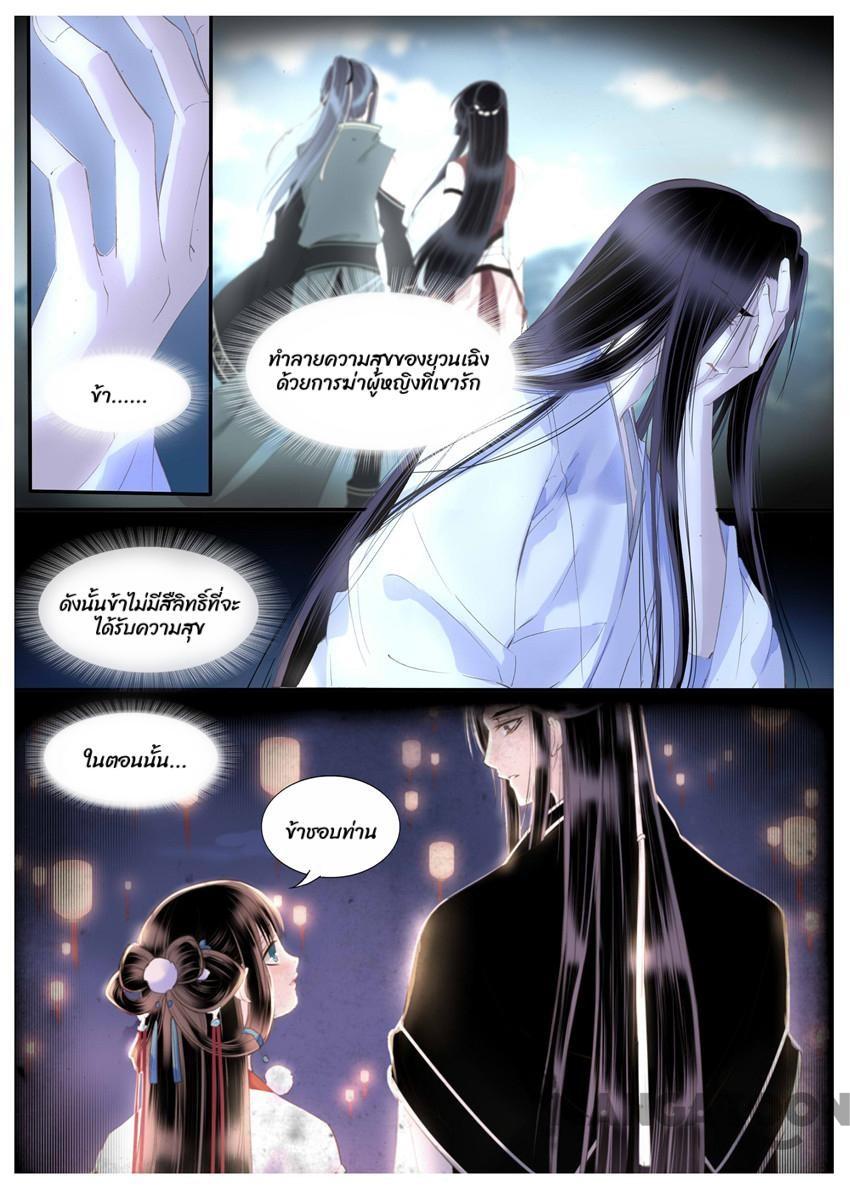 ข้า......
ทำลายความสุขของยวนเฉิง
ด้วยการฆ่าผู้หญิงที่เขารัก
ดังนั้นข้าไม่มีสิลิทธิ์ที่จะ
ได้รับความสุข
ในตอนนั้น...
ข้าชอบท่าน
MANGATOON